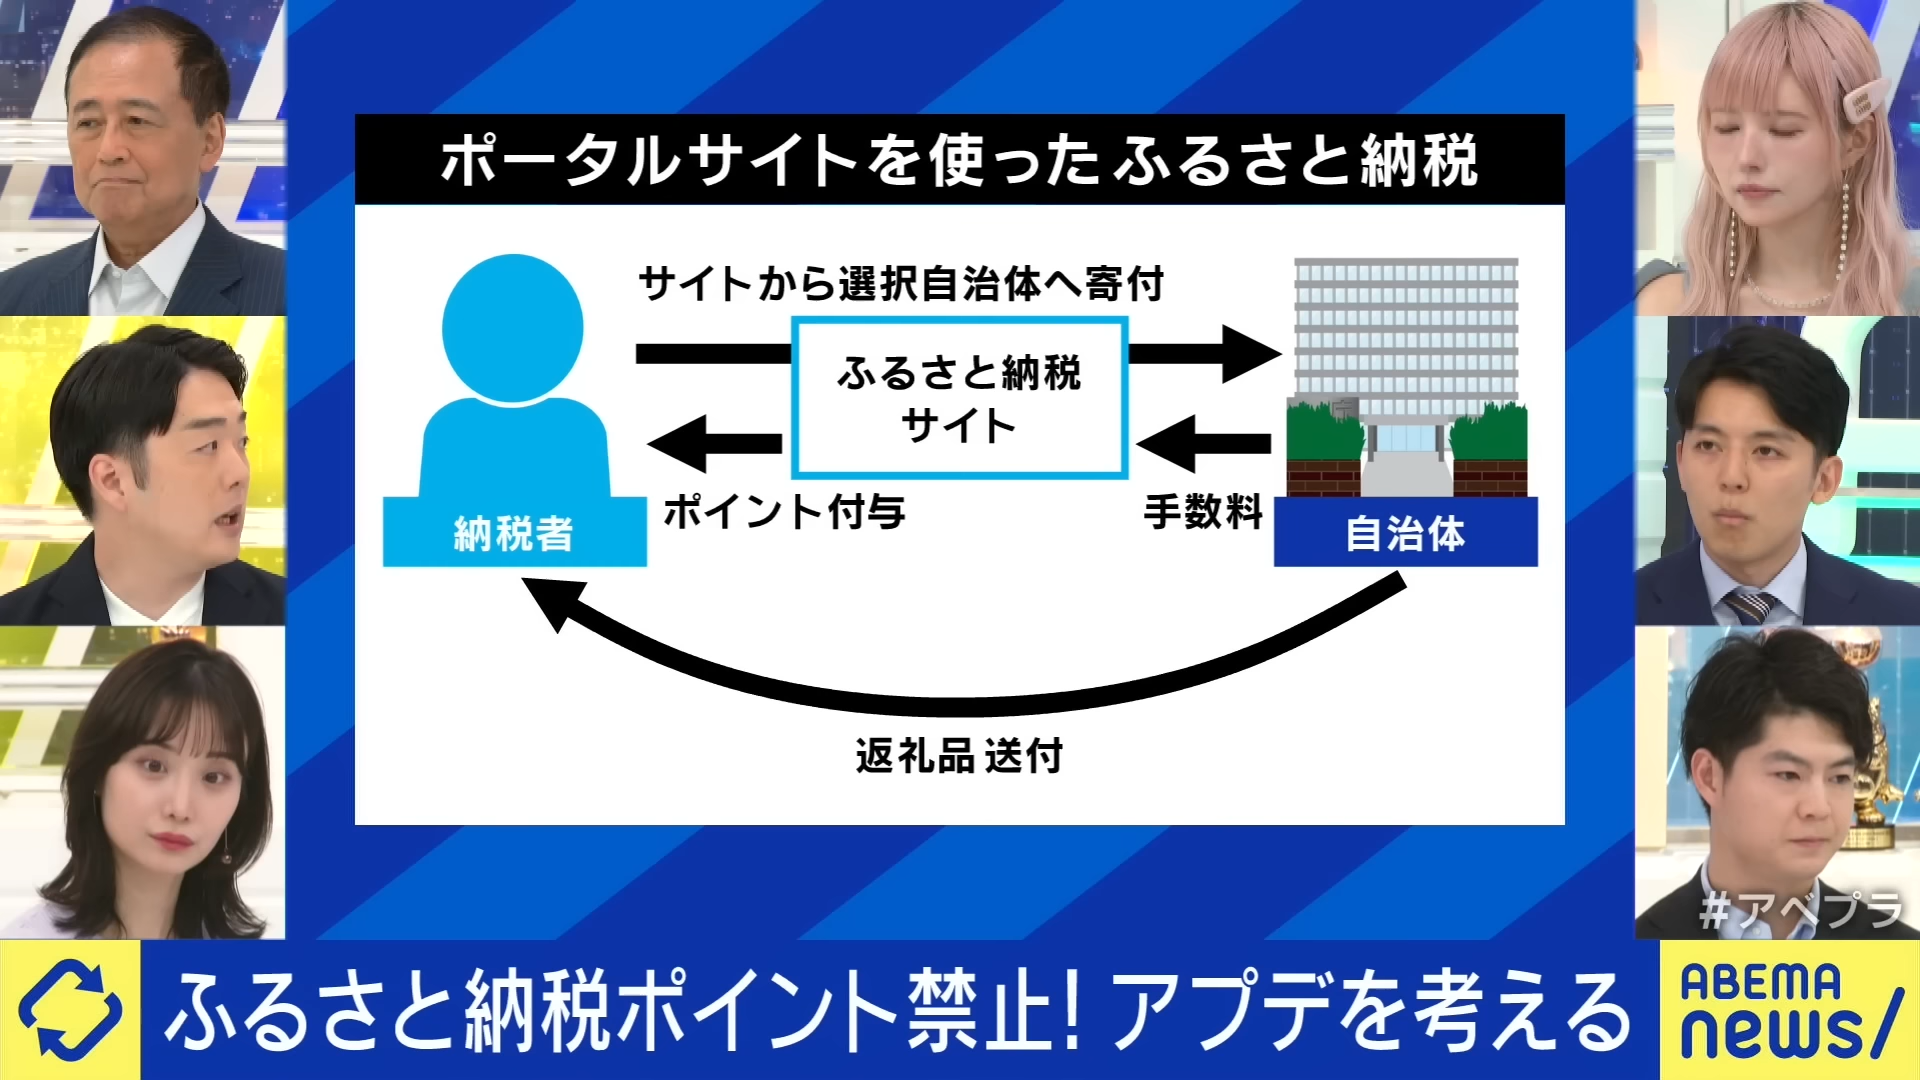 ポータルサイトを使ったふるさと納税
サイトから選択自治体へ寄付
ふるさと納税
サイト
ポイント付与
手数料
納税者
自治体
返礼品 送付
#アベプラ
ふるさと納税ポイント禁止! アプデを考える
ABEMA
news/